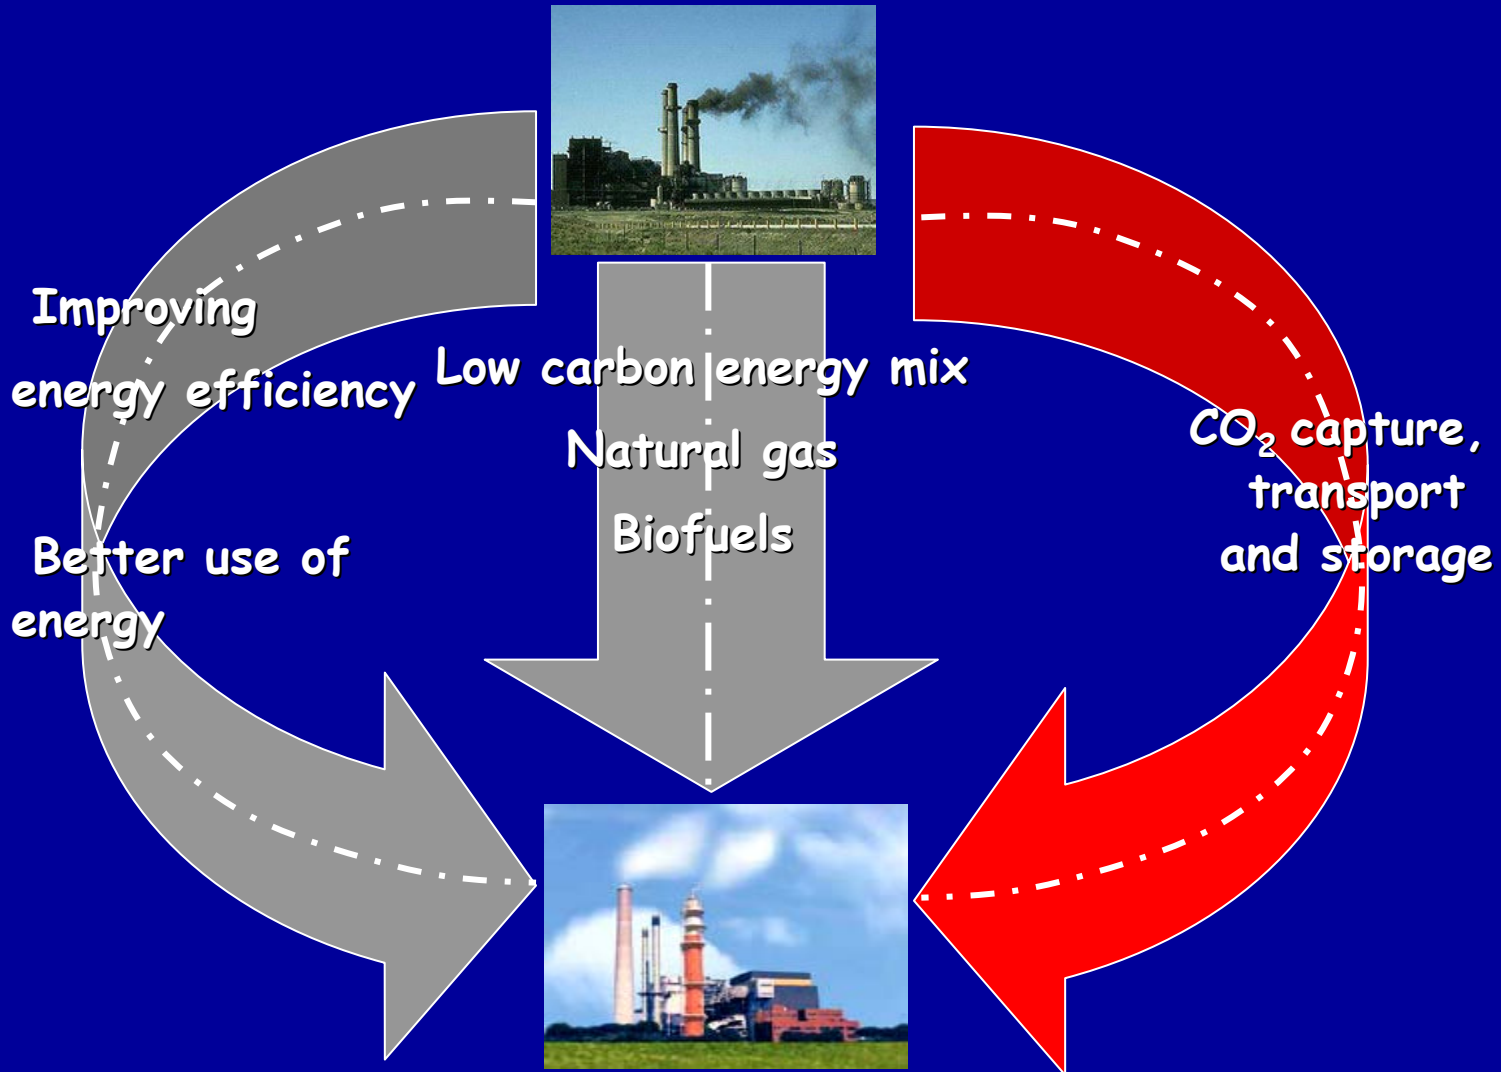 Improving
energy efficiency
Better use of
energy
Low carbon energy mix
Natural gas
Biofuels
CO₂ capture,
transport
and storage